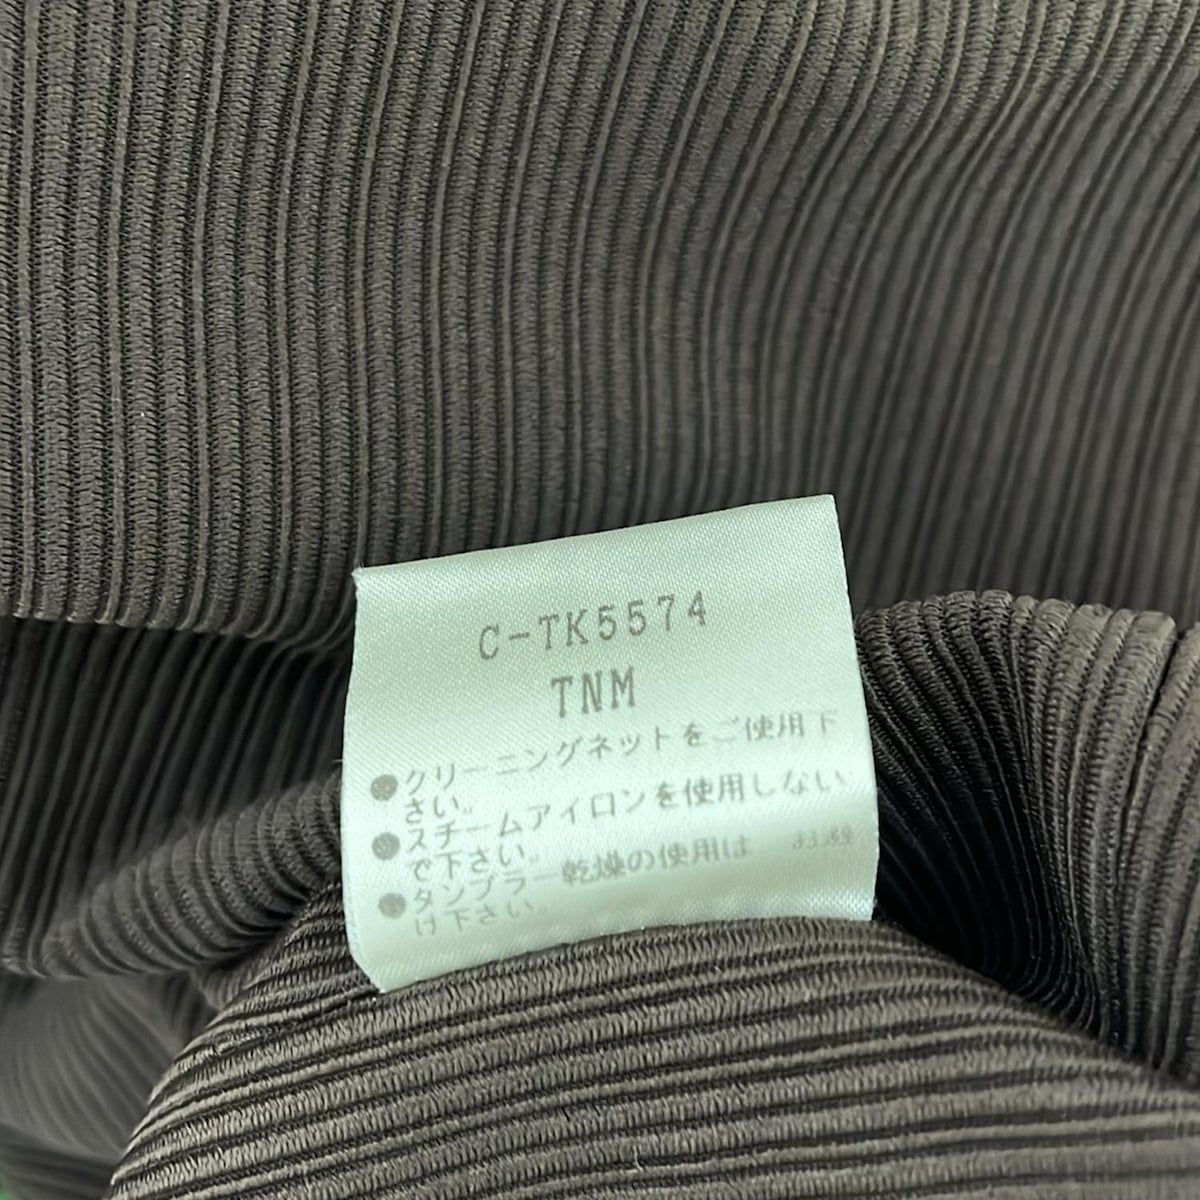 C-TK5574
TNM
●クリーニングネットをご使用下
さい。
●スチームアイロンを使用しない
で下さい。
●タンブラー乾燥の使用は
け下さい。